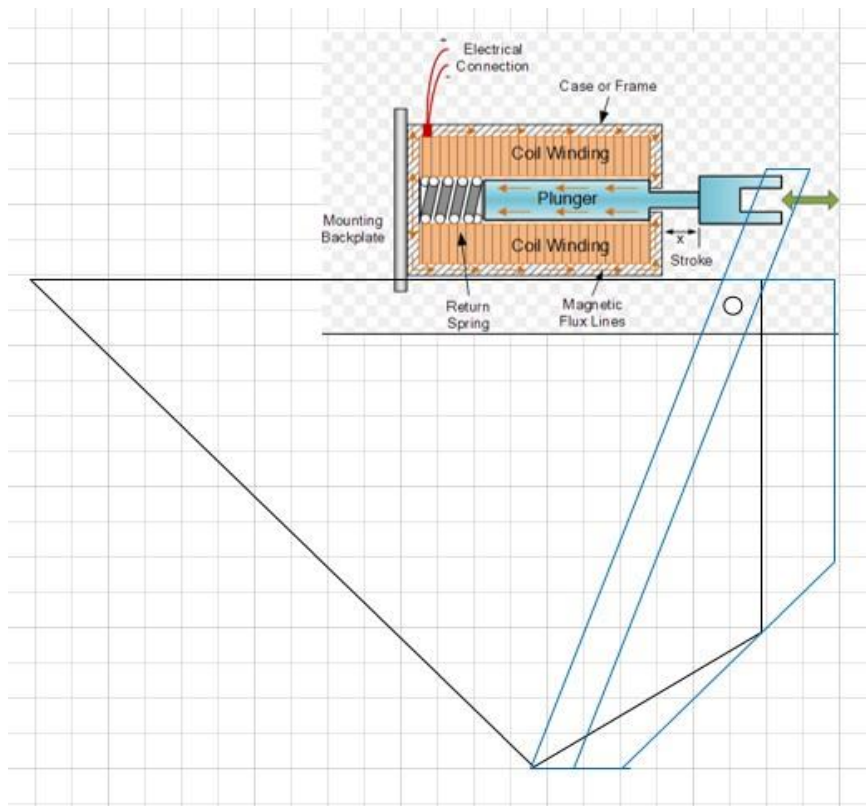 Electrical
Connection
Case or Frame
Coil Winding
Plunger
Mounting
Backplate
Coil Winding
x
Stroke
Return
Spring
Magnetic
Flux Lines